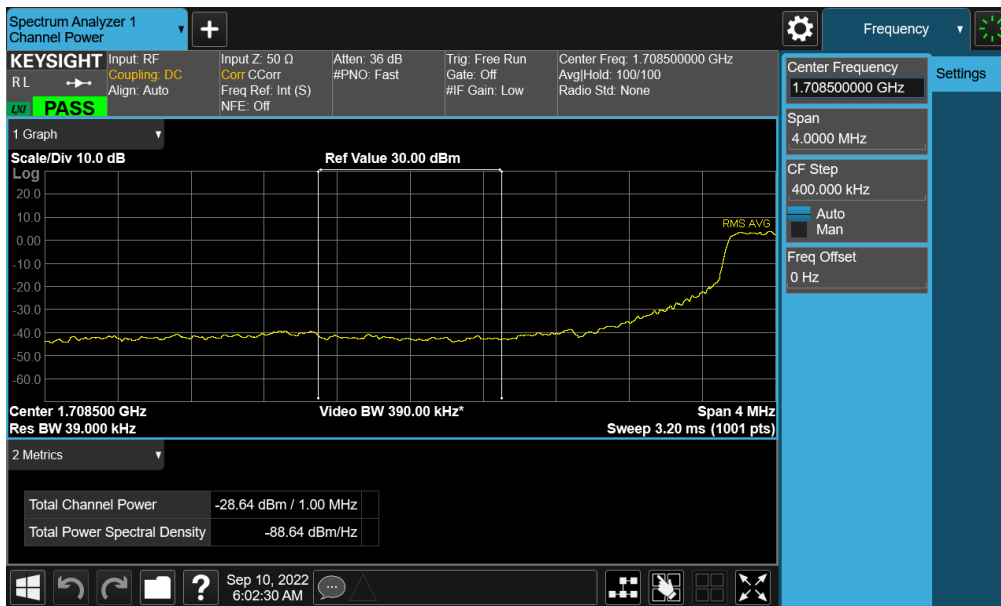 Spectrum Analyzer 1
Channel Power
+
Frequency
KEYSIGHT
R L
LXI
PASS
Input: RF
Coupling: DC
Align: Auto
Input Z: 50 Ω
Corr CCorr
Freq Ref: Int (S)
NFE: Off
Atten: 36 dB
#PNO: Fast
Trig: Free Run
Gate: Off
#IF Gain: Low
Center Freq: 1.708500000 GHz
Avg|Hold: 100/100
Radio Std: None
Center Frequency
1.708500000 GHz
Settings
Span
4.0000 MHz
CF Step
400.000 kHz
Auto
Man
Freq Offset
0 Hz
1 Graph
Scale/Div 10.0 dB
Ref Value 30.00 dBm
Log
20.0
10.0
RMS AVG
0.00
-10.0
-20.0
-30.0
-40.0
-50.0
-60.0
Center 1.708500 GHz
Video BW 390.00 kHz*
Span 4 MHz
Res BW 39.000 kHz
Sweep 3.20 ms (1001 pts)
2 Metrics
Total Channel Power -28.64 dBm / 1.00 MHz
Total Power Spectral Density -88.64 dBm/Hz
?
Sep 10, 2022
6:02:30 AM